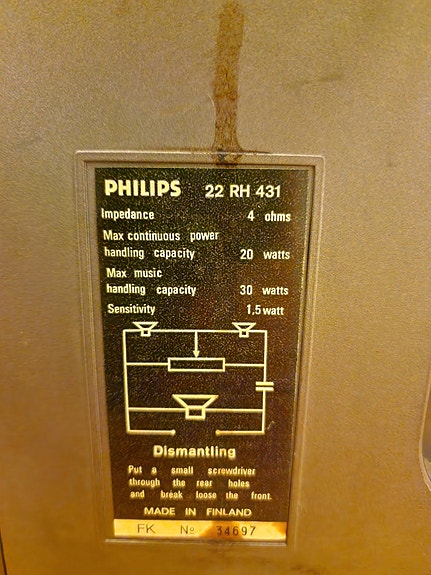 PHILIPS 22 RH 431
Impedance 4 ohms
Max continuous power
handling capacity 20 watts
Max music
handling capacity 30 watts
Sensitivity 1,5 watt
Dismantling
Put a small screwdriver
through the rear holes
and break loose the front.
MADE IN FINLAND
FK Nº 34697